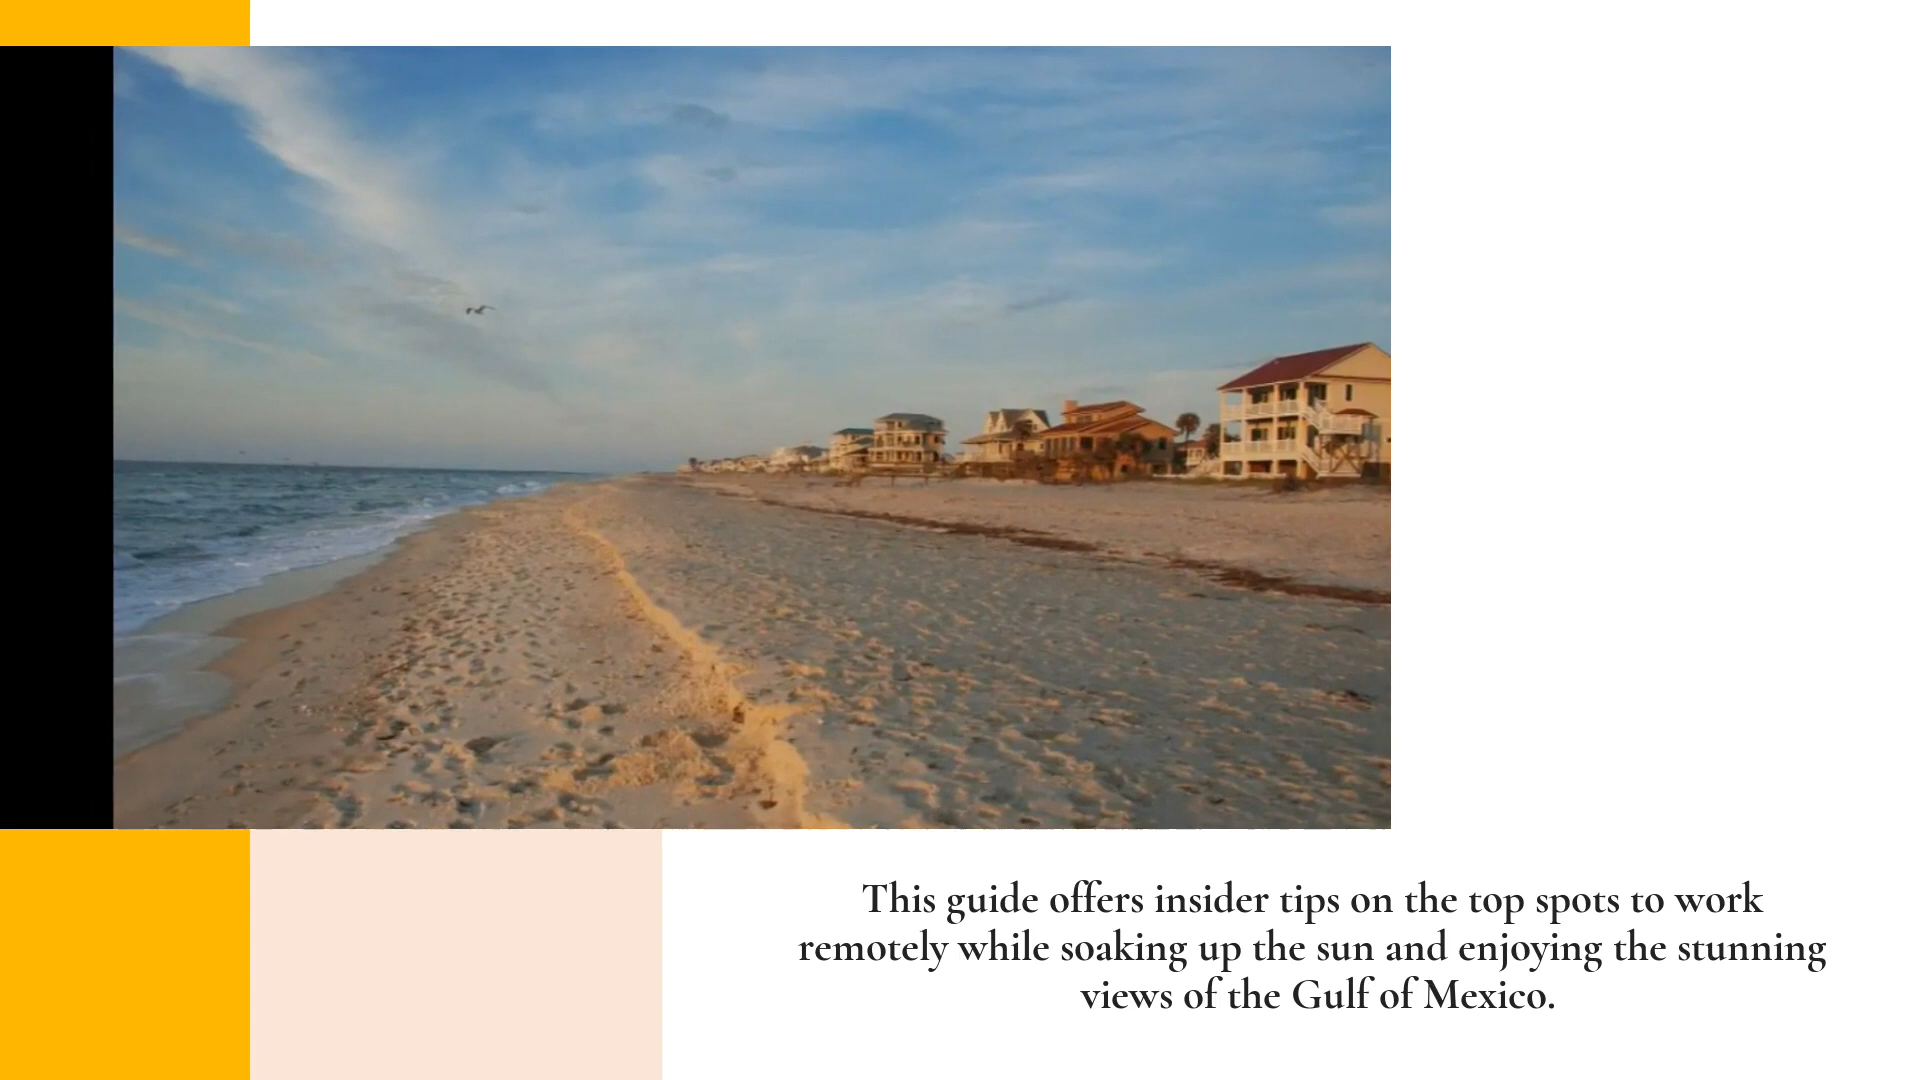 This guide offers insider tips on the top spots to work
remotely while soaking up the sun and enjoying the stunning
views of the Gulf of Mexico.